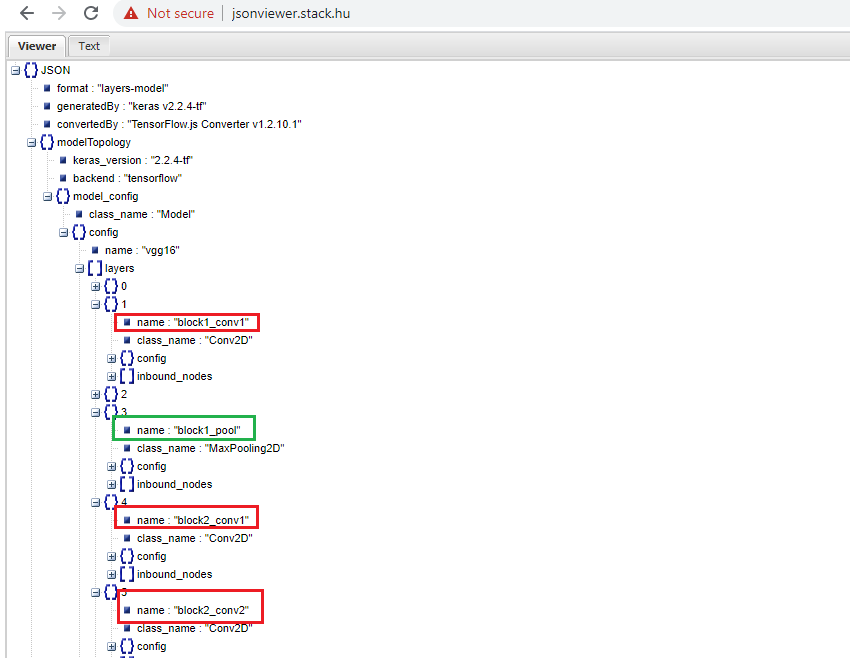 Not secure | jsonviewer.stack.hu
Viewer Text
JSON
format : "layers-model"
generatedBy : "keras v2.2.4-tf"
convertedBy : "TensorFlow.js Converter v1.2.10.1"
modelTopology
keras_version : "2.2.4-tf"
backend : "tensorflow"
model_config
class_name : "Model"
config
name : "vgg16"
layers
0
1
name : "block1_conv1"
class_name : "Conv2D"
config
inbound_nodes
2
3
name : "block1_pool"
class_name : "MaxPooling2D"
config
inbound_nodes
4
name : "block2_conv1"
class_name : "Conv2D"
config
inbound_nodes
5
name : "block2_conv2"
class_name : "Conv2D"
config